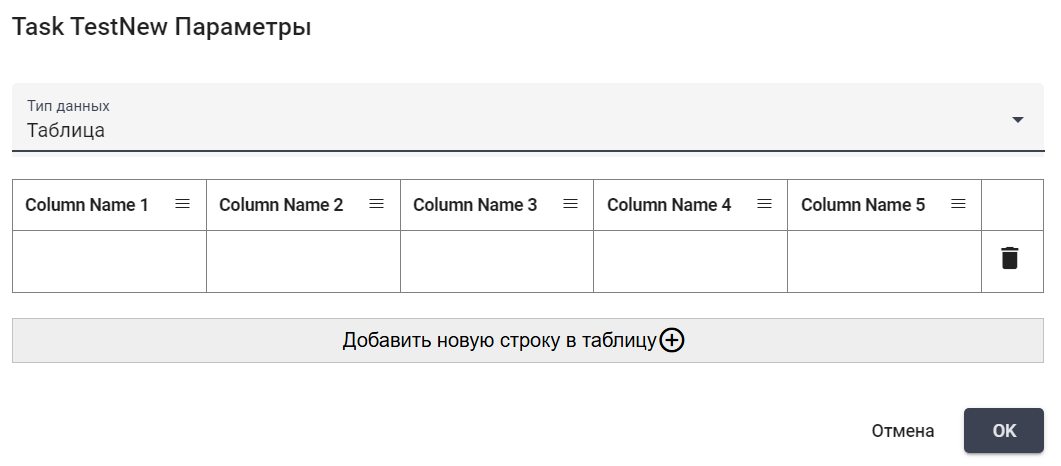 Task TestNew Параметры
Тип данных
Таблица
Column Name 1 Column Name 2 Column Name 3 Column Name 4 Column Name 5
Добавить новую строку в таблицу
Отмена OK